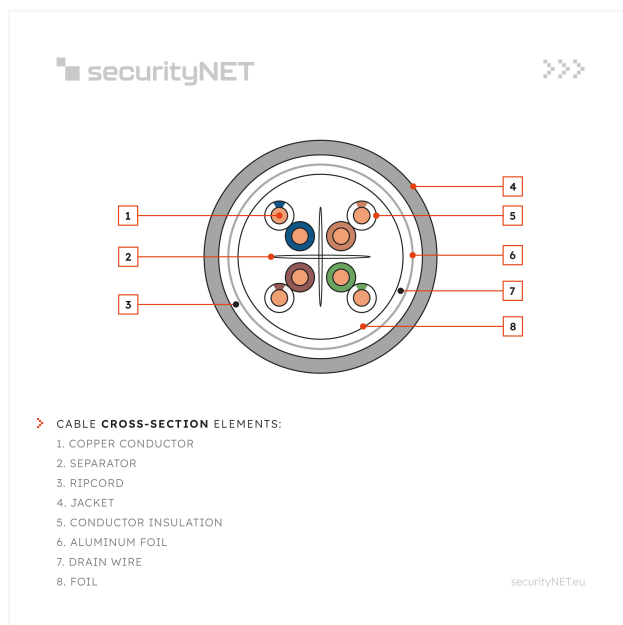 securityNET
4
1
5
6
2
7
3
8
CABLE CROSS-SECTION ELEMENTS:
1. COPPER CONDUCTOR
2. SEPARATOR
3. RIPCORD
4. JACKET
5. CONDUCTOR INSULATION
6. ALUMINUM FOIL
7. DRAIN WIRE
8. FOIL
securityNET.eu